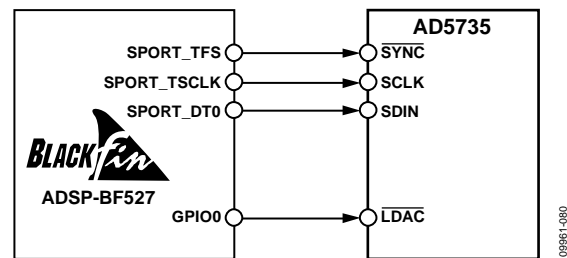 AD5735
SPORT_TFS
SYNC
SPORT_TSCLK
SCLK
SPORT_DT0
SDIN
BLACKfin
ADSP-BF527
GPIO0
LDAC
09961-080